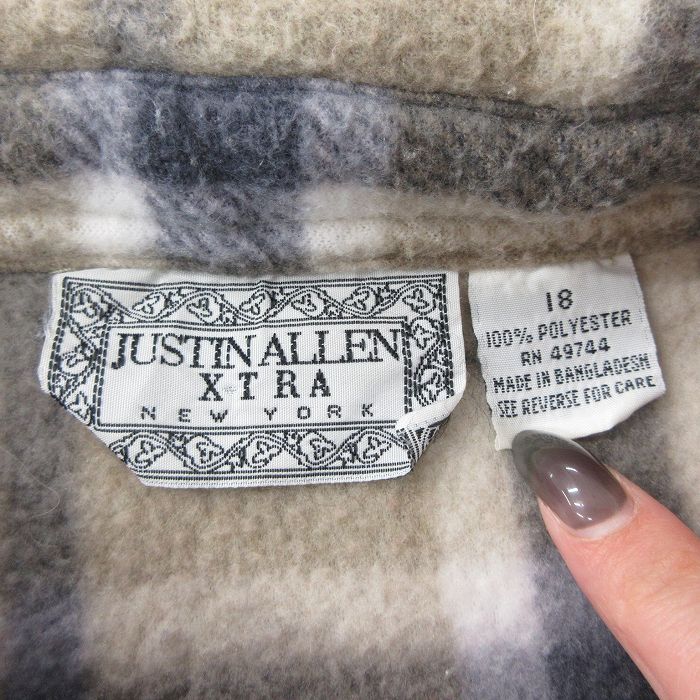 JUSTIN ALLEN
XTRA
NEW YORK
18
100% POLYESTER
RN 49744
MADE IN BANGLADESH
SEE REVERSE FOR CARE